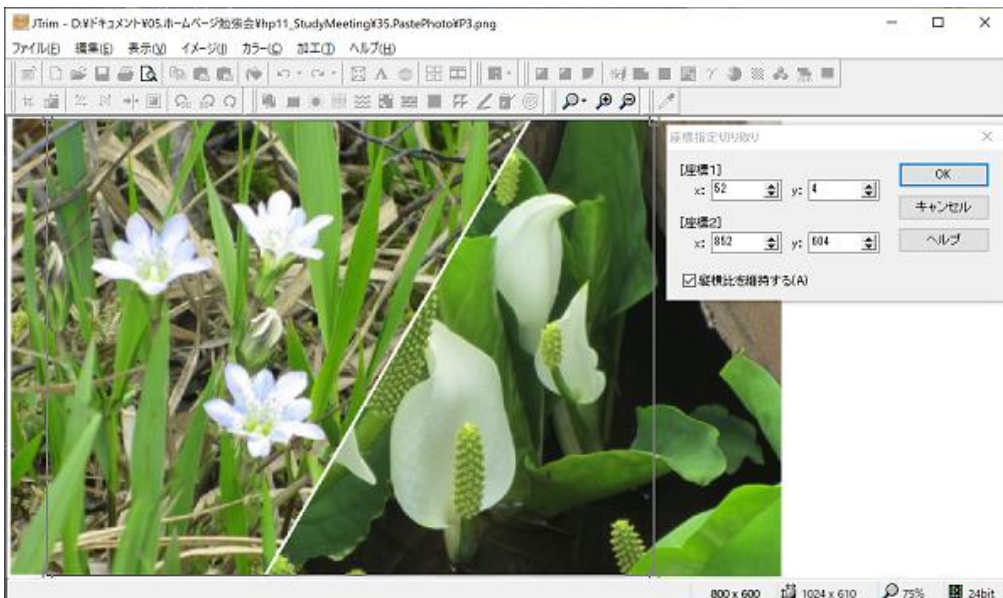 JTrim - D:¥ドキュメント¥05.ホームページ勉強会¥hp11_StudyMeeting¥35.PastePhoto¥P3.png
ファイル(F) 編集(E) 表示(V) イメージ(I) カラー(C) 加工(T) ヘルプ(H)
座標指定切り取り
[座標1]
x: 52 y: 4
[座標2]
x: 852 y: 604
縦横比を維持する(A)
OK
キャンセル
ヘルプ
800 x 600 1024 x 610 75% 24bit